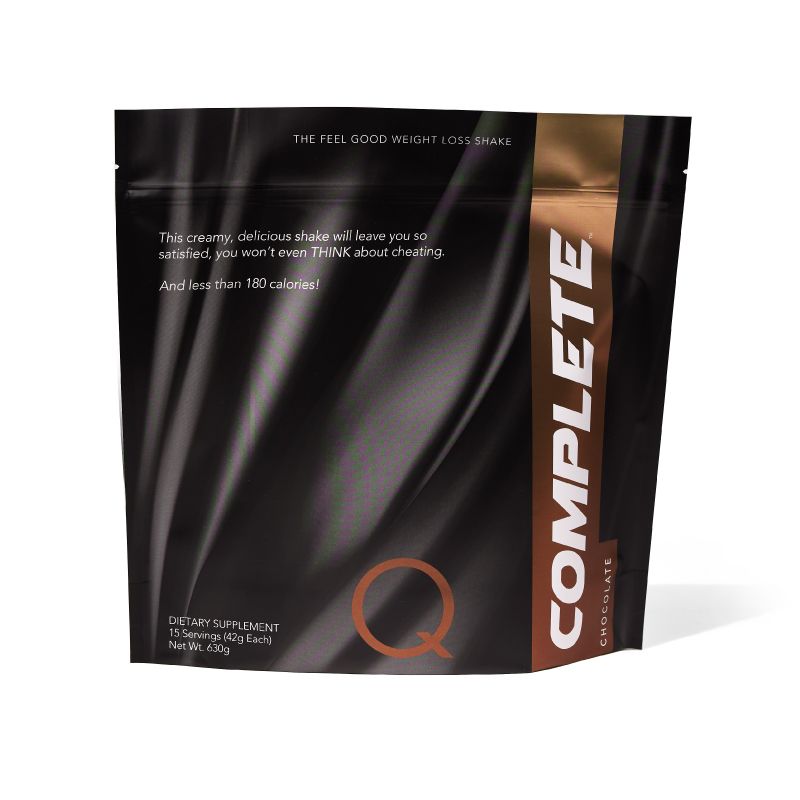 THE FEEL GOOD WEIGHT LOSS SHAKE
This creamy, delicious shake will leave you so
satisfied, you won't even THINK about cheating.
And less than 180 calories!
COMPLETE™
CHOCOLATE
Q
DIETARY SUPPLEMENT
15 Servings (42g Each)
Net Wt. 630g